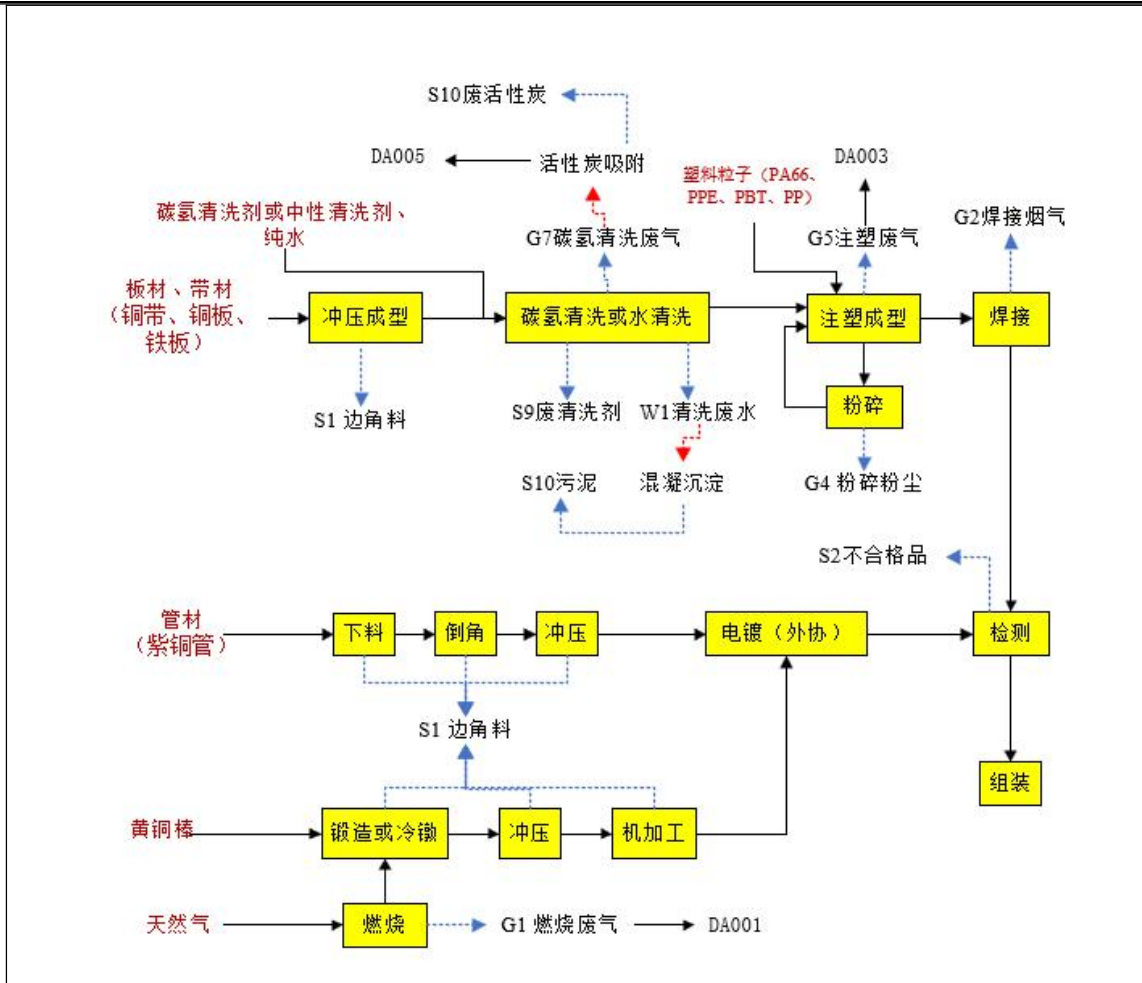 S10废活性炭
DA005
活性炭吸附
塑料粒子（PA66、
PPE、PBT、PP）
DA003
碳氢清洗剂或中性清洗剂、
纯水
G7碳氢清洗废气
G5注塑废气
G2焊接烟气
板材、带材
（铜带、铜板、
铁板）
冲压成型
碳氢清洗或水清洗
注塑成型
焊接
S1 边角料
S9废清洗剂
W1清洗废水
粉碎
S10污泥
混凝沉淀
G4 粉碎粉尘
S2不合格品
管材
（紫铜管）
下料
倒角
冲压
电镀（外协）
检测
S1 边角料
组装
黄铜棒
锻造或冷镦
冲压
机加工
天然气
燃烧
G1 燃烧废气
DA001